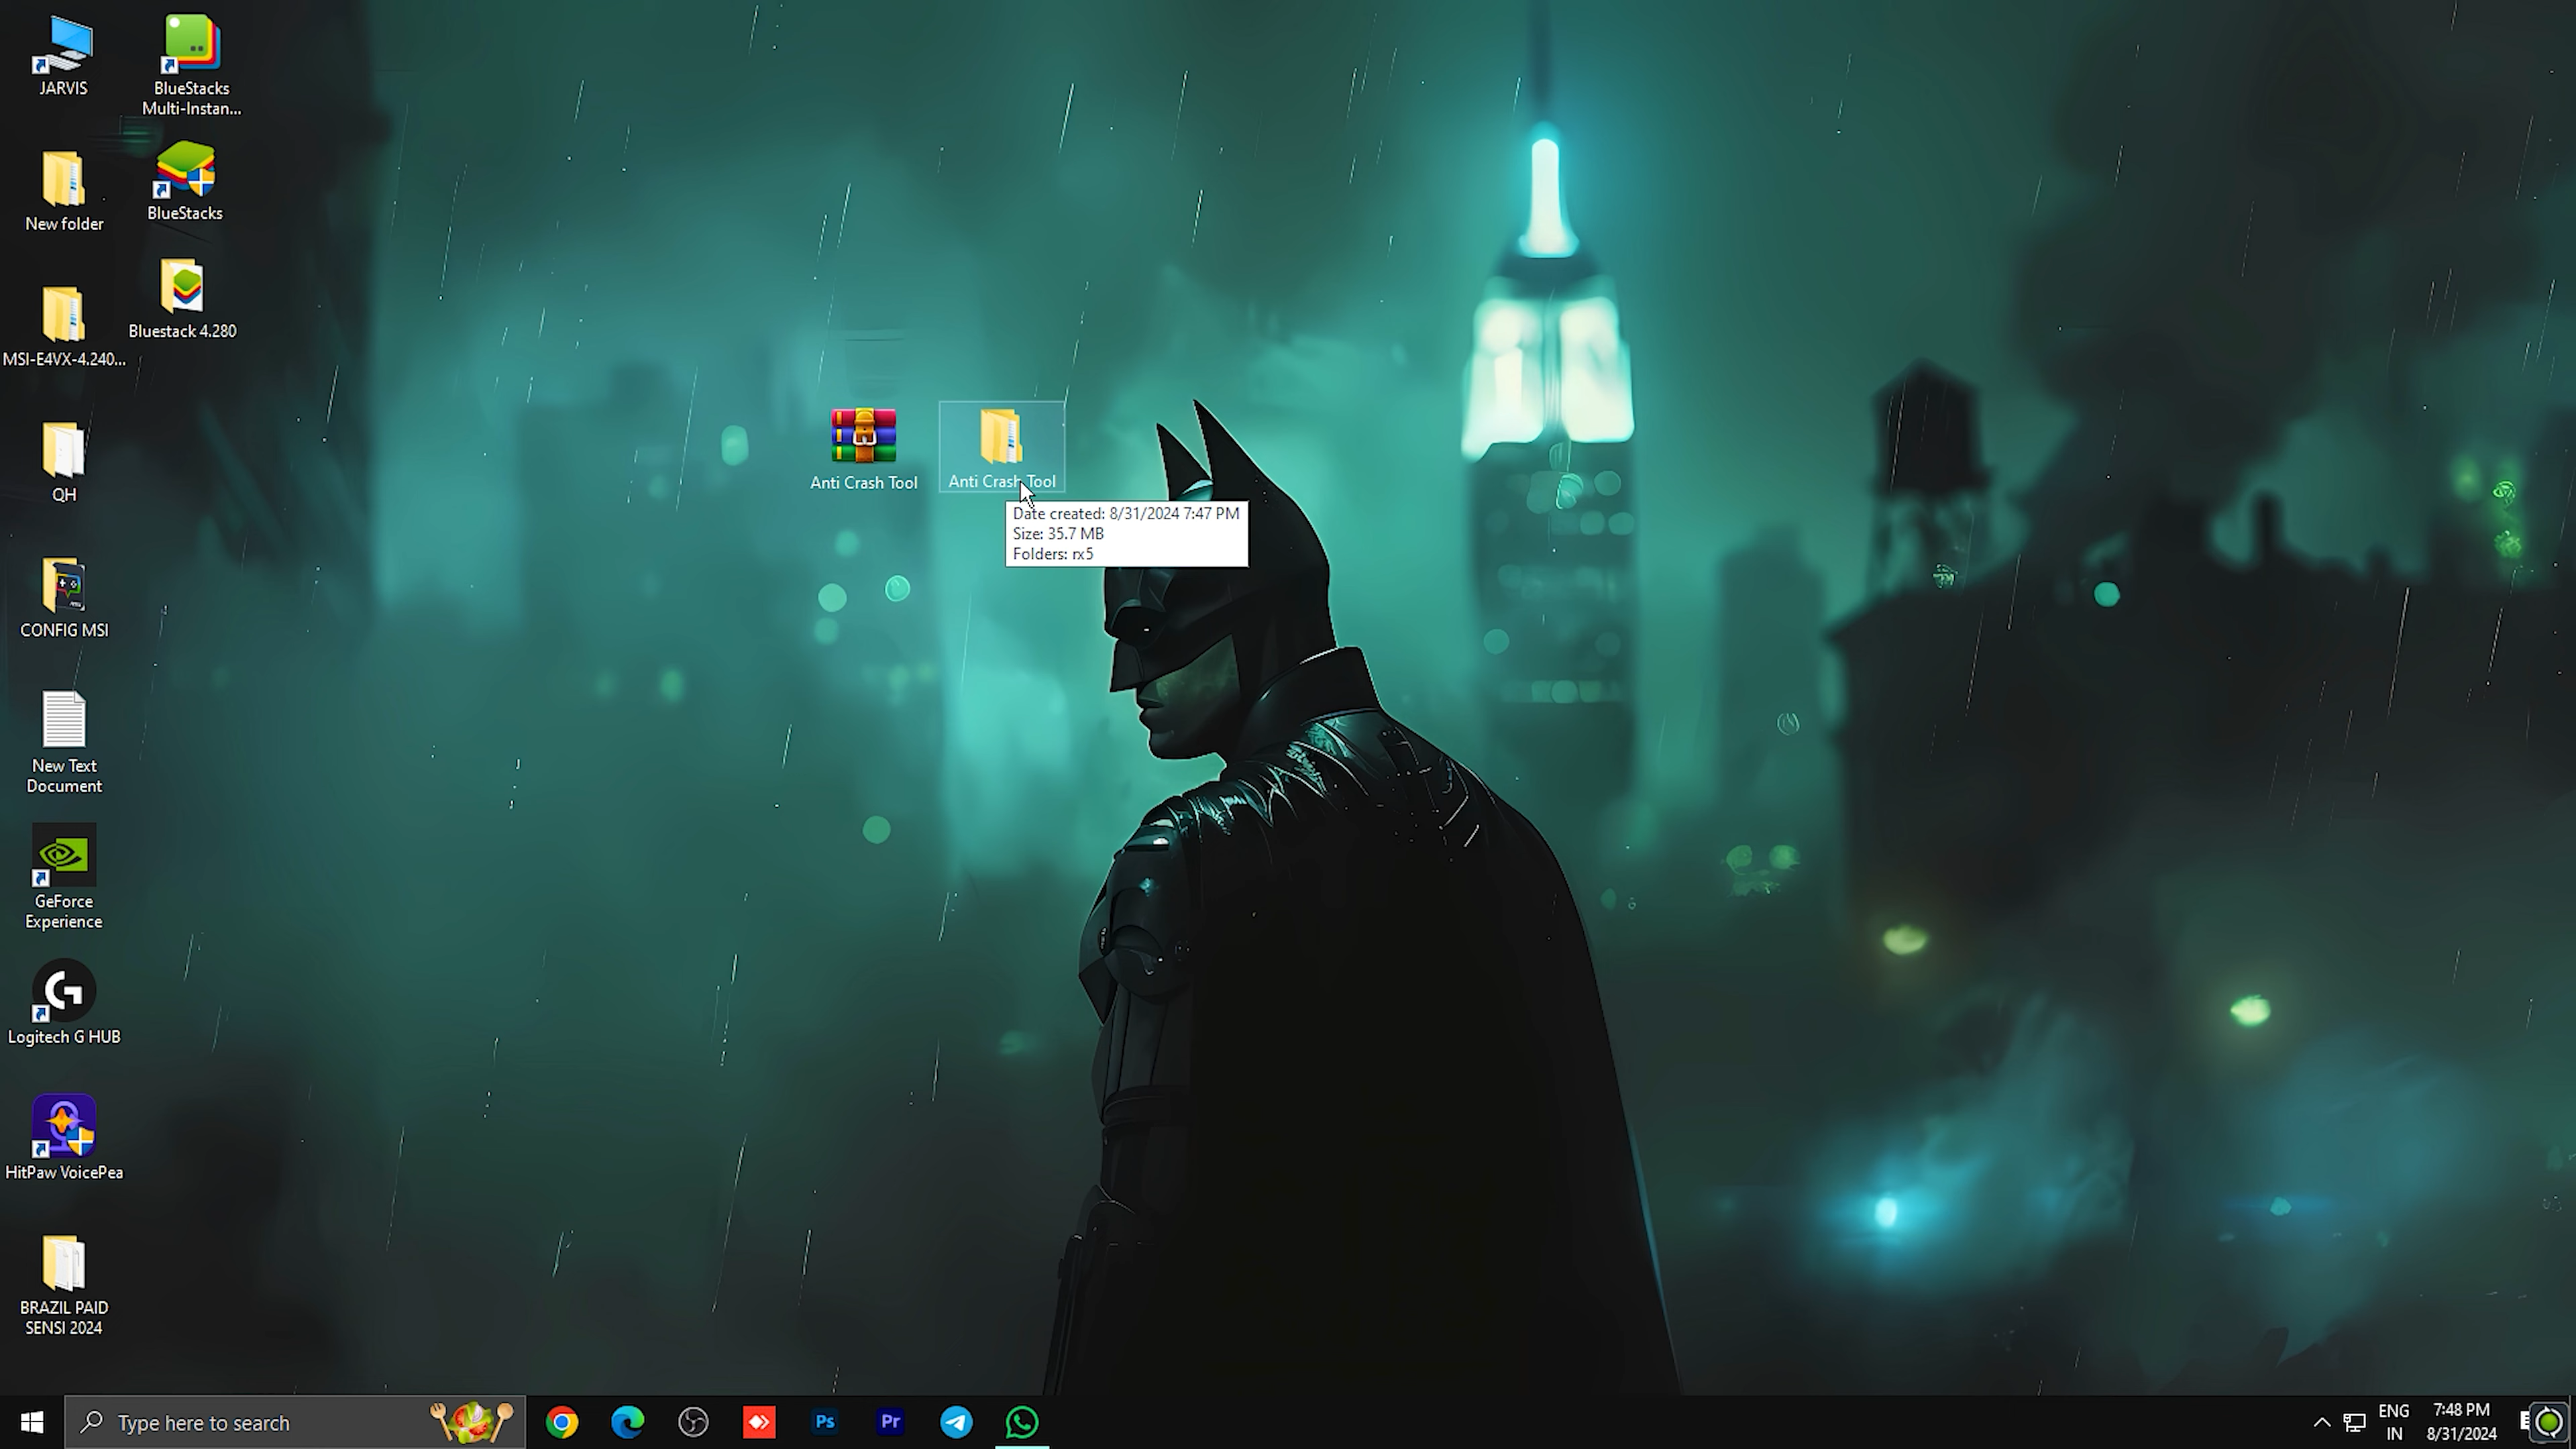 JARVIS
BlueStacks
Multi-Instan...
New folder
BlueStacks
MSI-E4VX-4.240...
Bluestack 4.280
QH
Anti Crash Tool
Anti Crash Tool
Date created: 8/31/2024 7:47 PM
Size: 35.7 MB
Folders: rx5
CONFIG MSI
New Text
Document
GeForce
Experience
Logitech G HUB
HitPaw VoicePea
BRAZIL PAID
SENSI 2024
Type here to search
Ps
Pr
ENG
IN
7:48 PM
8/31/2024